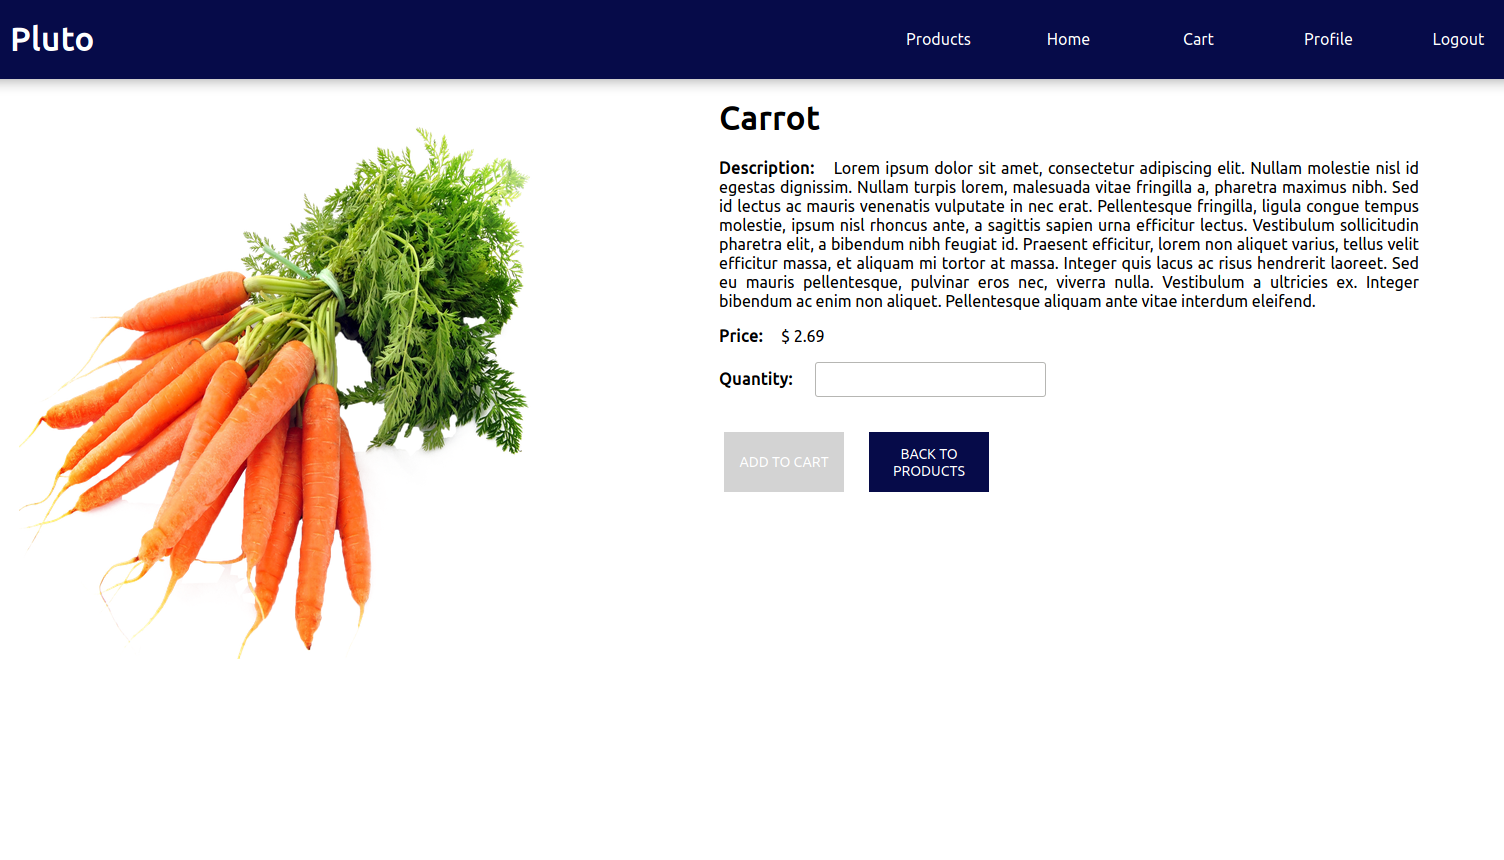 Pluto
Products Home Cart Profile Logout
Carrot
Description: Lorem ipsum dolor sit amet, consectetur adipiscing elit. Nullam molestie nisl id
egestas dignissim. Nullam turpis lorem, malesuada vitae fringilla a, pharetra maximus nibh. Sed
id lectus ac mauris venenatis vulputate in nec erat. Pellentesque fringilla, ligula congue tempus
molestie, ipsum nisl rhoncus ante, a sagittis sapien urna efficitur lectus. Vestibulum sollicitudin
pharetra elit, a bibendum nibh feugiat id. Praesent efficitur, lorem non aliquet varius, tellus velit
efficitur massa, et aliquam mi tortor at massa. Integer quis lacus ac risus hendrerit laoreet. Sed
eu mauris pellentesque, pulvinar eros nec, viverra nulla. Vestibulum a ultricies ex. Integer
bibendum ac enim non aliquet. Pellentesque aliquam ante vitae interdum eleifend.
Price: $ 2.69
Quantity:
ADD TO CART
BACK TO
PRODUCTS